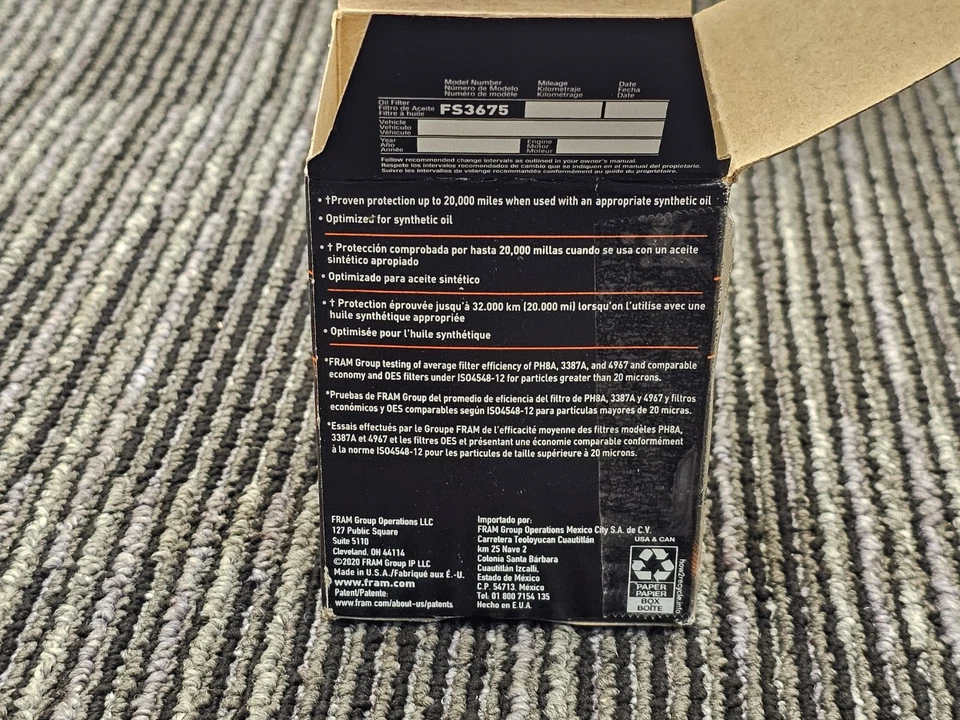 Model Number
Número de Modelo
Numéro de modèle
Mileage
Kilometraje
Kilométrage
Date
Fecha
Date
Oil Filter
Filtro de Aceite
Filtre à huile
FS3675
Vehicle
Vehículo
Véhicule
Year
Año
Année
Engine
Motor
Moteur
Follow recommended change intervals as outlined in your owner's manual.
Respete los intervalos recomendados de cambio que se indiquen en el manual del propietario.
Suivre les intervalles de vidange recommandés conformément au guide du propriétaire.
• †Proven protection up to 20,000 miles when used with an appropriate synthetic oil
• Optimized for synthetic oil
• † Protección comprobada por hasta 20,000 millas cuando se usa con un aceite
sintético apropiado
• Optimizado para aceite sintético
• † Protection éprouvée jusqu'à 32.000 km (20.000 mi) lorsqu'on l'utilise avec une
huile synthétique appropriée
• Optimisée pour l'huile synthétique
*FRAM Group testing of average filter efficiency of PH8A, 3387A, and 4967 and comparable
economy and OES filters under ISO4548-12 for particles greater than 20 microns.
*Pruebas de FRAM Group del promedio de eficiencia del filtro de PH8A, 3387A y 4967 y filtros
económicos y OES comparables según ISO4548-12 para partículas mayores de 20 micras.
*Essais effectués par le Groupe FRAM de l'efficacité moyenne des filtres modèles PH8A,
3387A et 4967 et les filtres OES et présentant une économie comparable conformément
à la norme ISO4548-12 pour les particules de taille supérieure à 20 microns.
FRAM Group Operations LLC
127 Public Square
Suite 5110
Cleveland, OH 44114
©2020 FRAM Group IP LLC
Made in U.S.A./Fabriqué aux É.-U.
www.fram.com
Patent/Patente:
www.fram.com/about-us/patents
Importado por:
FRAM Group Operations Mexico City S.A. de C.V.
Carretera Teoloyucan Cuautitlán
km 25 Nave 2
Colonia Santa Bárbara
Cuautitlán Izcalli,
Estado de México
C.P. 54713, México
Tel. 01 800 7154 135
Hecho en E.U.A.
USA & CAN
PAPER
PAPIER
BOX
BOÎTE
how2recycle.info